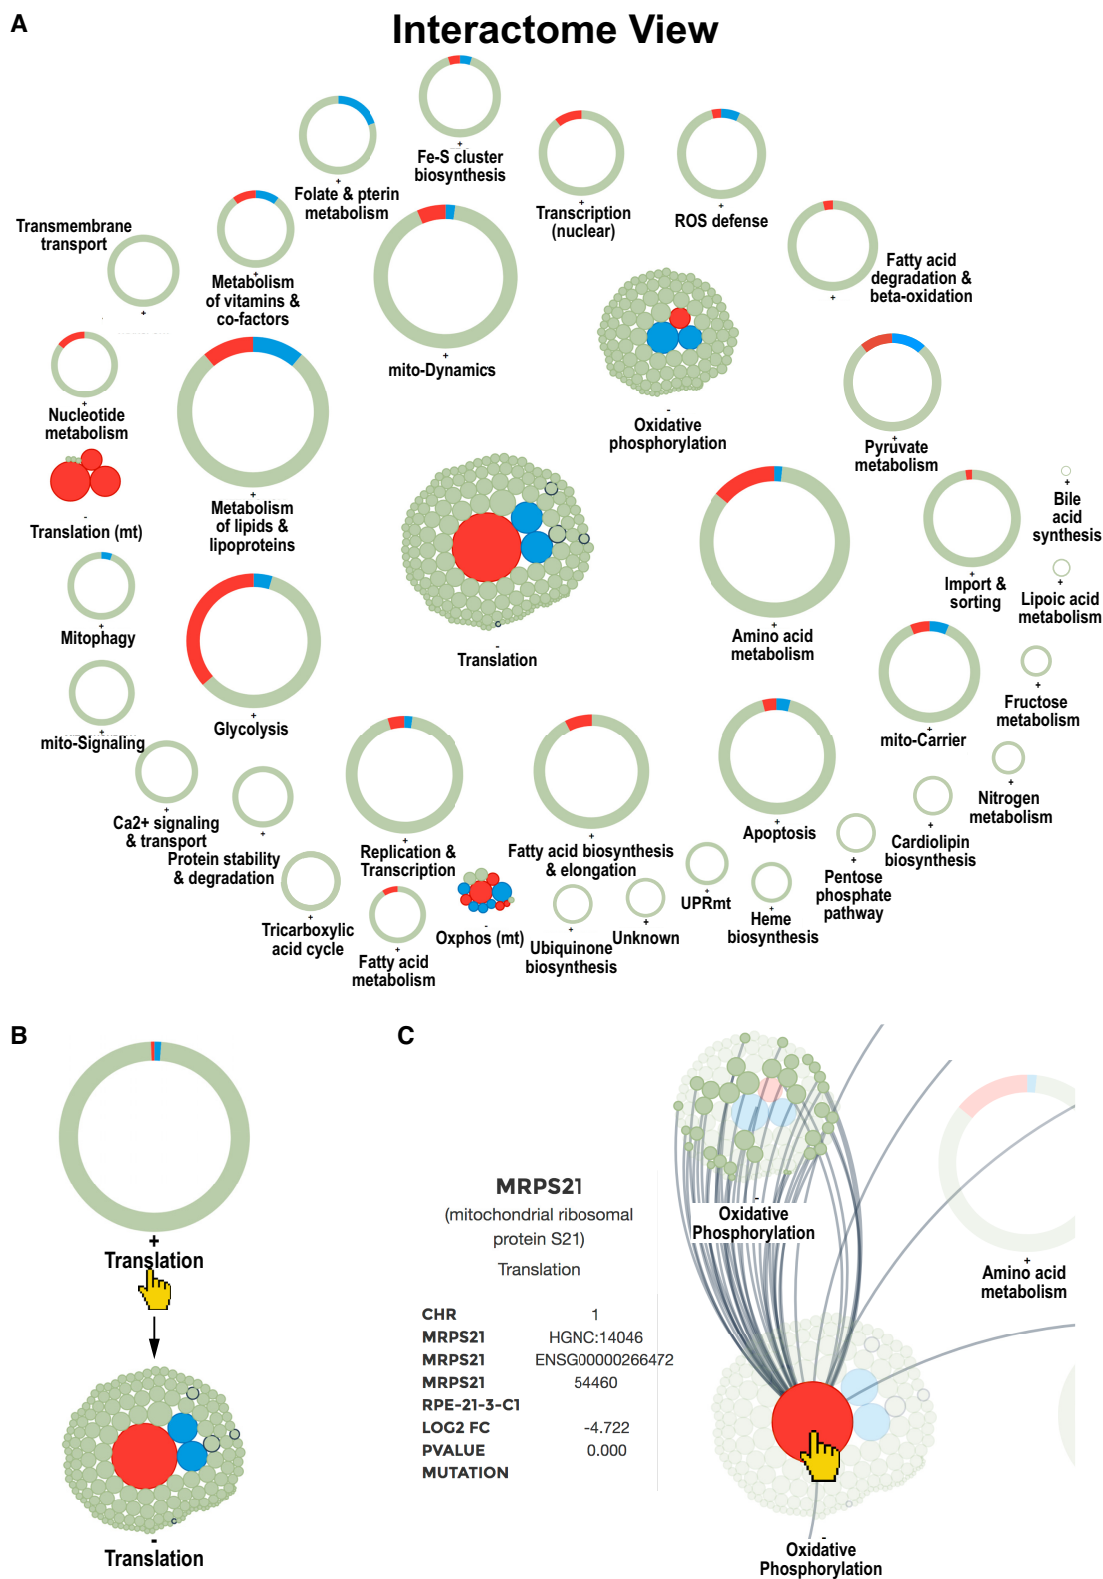 A
Interactome View
Fe-S cluster
biosynthesis
Folate & pterin
metabolism
Transcription
(nuclear)
ROS defense
Transmembrane
transport
Metabolism
of vitamins &
co-factors
Fatty acid
degradation &
beta-oxidation
mito-Dynamics
Nucleotide
metabolism
Oxidative
phosphorylation
Pyruvate
metabolism
Bile
acid
synthesis
Translation (mt)
Metabolism
of lipids &
lipoproteins
Import &
sorting
Lipoic acid
metabolism
Mitophagy
Translation
Amino acid
metabolism
Fructose
metabolism
mito-Signaling
Glycolysis
mito-Carrier
Nitrogen
metabolism
Ca2+ signaling
& transport
Protein stability
& degradation
Replication &
Transcription
Fatty acid biosynthesis
& elongation
Apoptosis
Cardiolipin
biosynthesis
Pentose
phosphate
pathway
Tricarboxylic
acid cycle
Fatty acid
metabolism
Oxphos (mt)
Ubiquinone
biosynthesis
Unknown
UPRmt
Heme
biosynthesis
B
+
Translation
-
Translation
C
MRPS21
(mitochondrial ribosomal
protein S21)
Translation
CHR 1
MRPS21 HGNC:14046
MRPS21 ENSG00000266472
MRPS21 54460
RPE-21-3-C1
LOG2 FC -4.722
PVALUE 0.000
MUTATION
-
Oxidative
Phosphorylation
+
Amino acid
metabolism
-
Oxidative
Phosphorylation